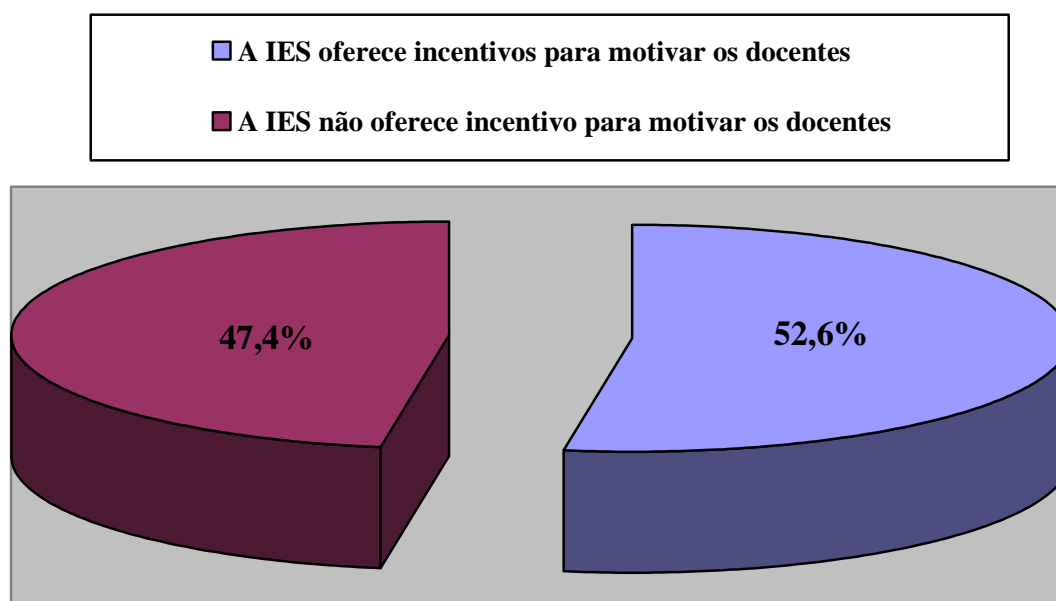 A IES oferece incentivos para motivar os docentes
A IES não oferece incentivo para motivar os docentes
47,4%
52,6%